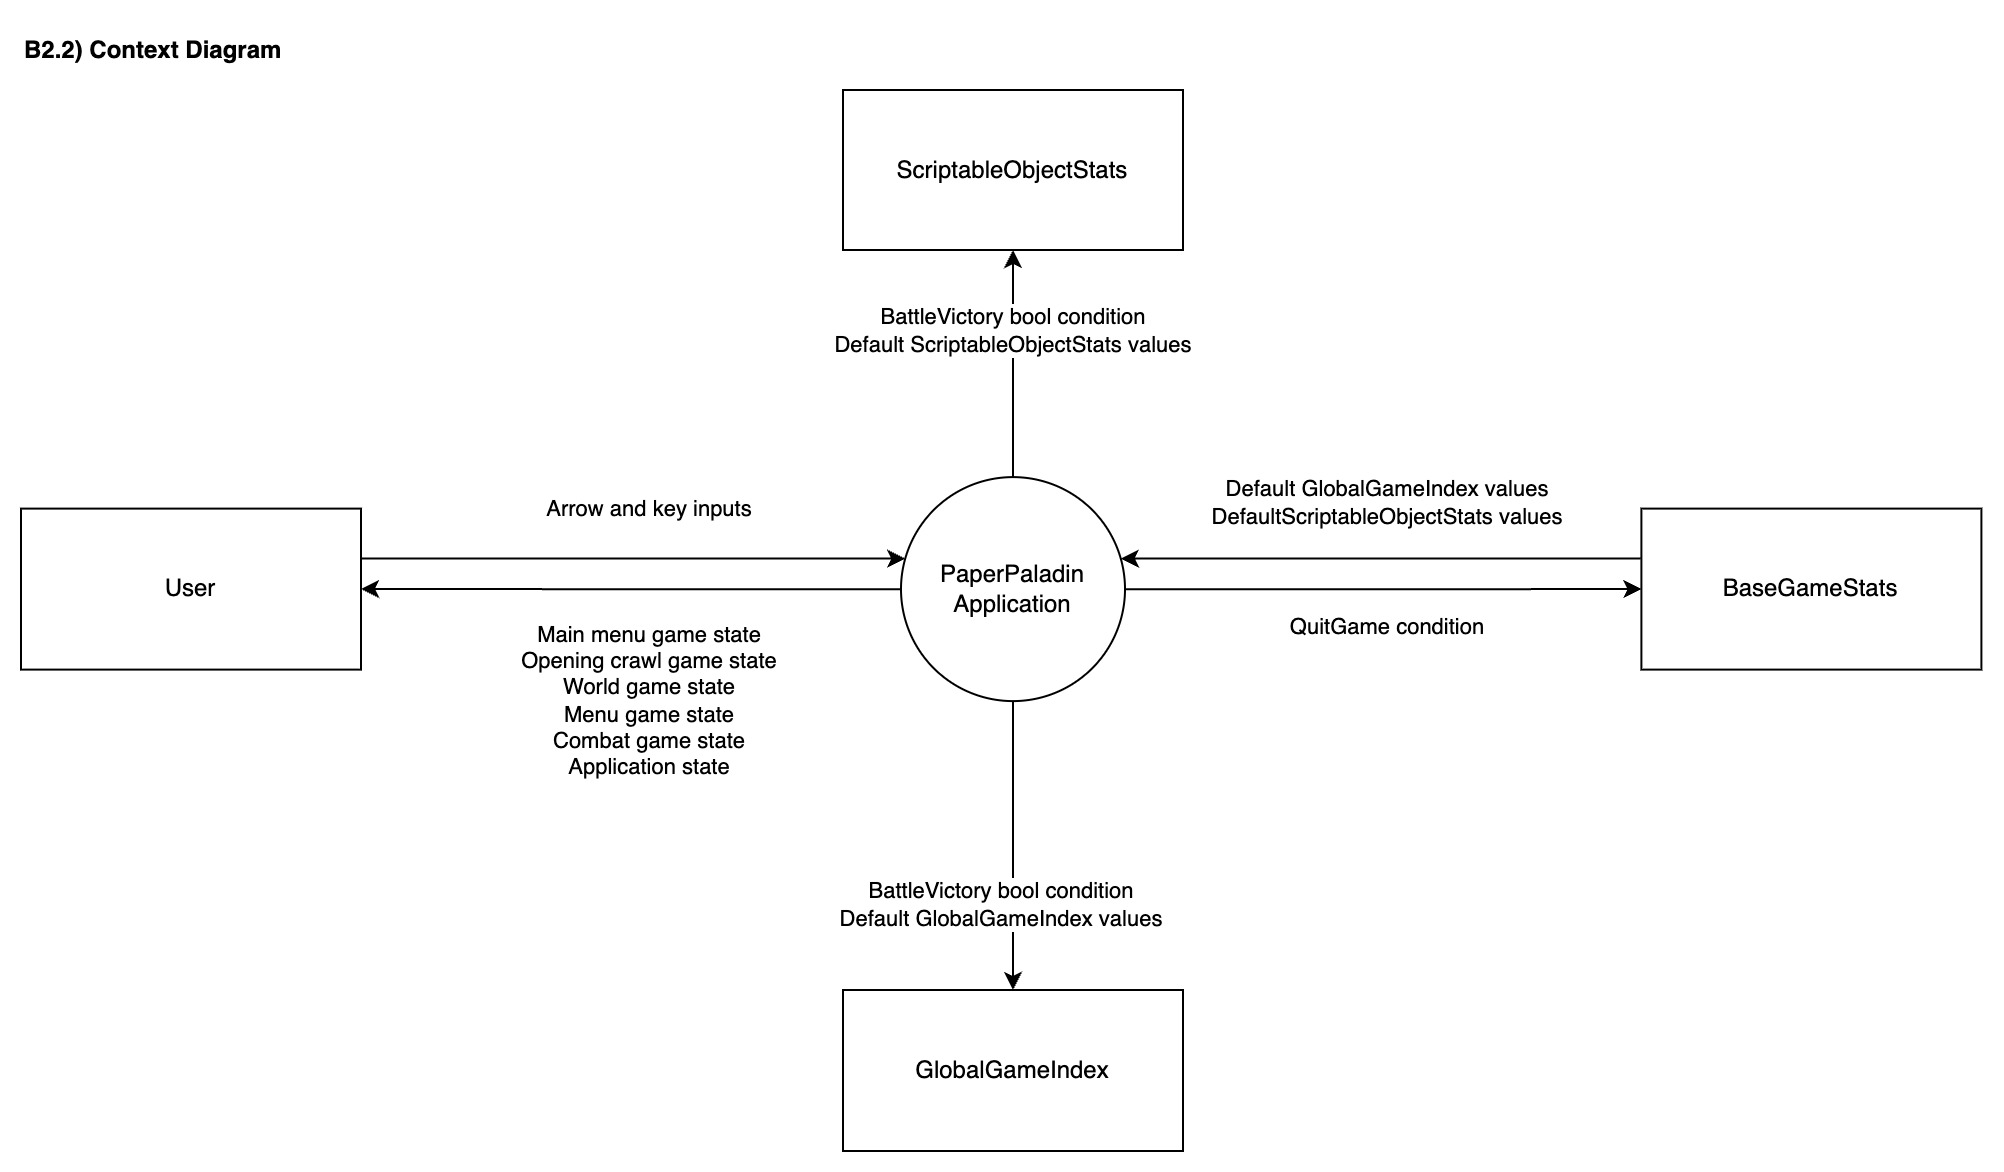 B2.2) Context Diagram
ScriptableObjectStats
BattleVictory bool condition
Default ScriptableObjectStats values
Arrow and key inputs
Default GlobalGameIndex values
DefaultScriptableObjectStats values
User
PaperPaladin
Application
BaseGameStats
Main menu game state
Opening crawl game state
World game state
Menu game state
Combat game state
Application state
QuitGame condition
BattleVictory bool condition
Default GlobalGameIndex values
GlobalGameIndex